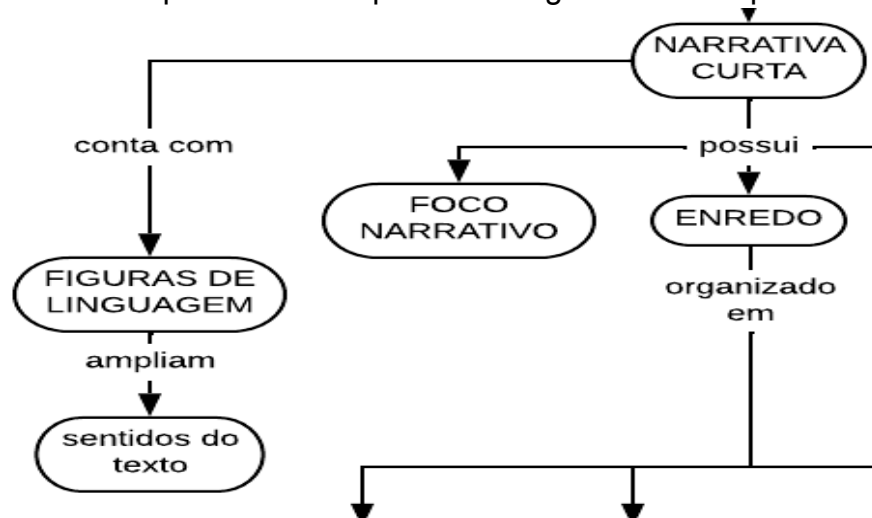 NARRATIVA
CURTA
conta com
possui
FOCO
NARRATIVO
ENREDO
FIGURAS DE
LINGUAGEM
organizado
em
ampliam
sentidos do
texto